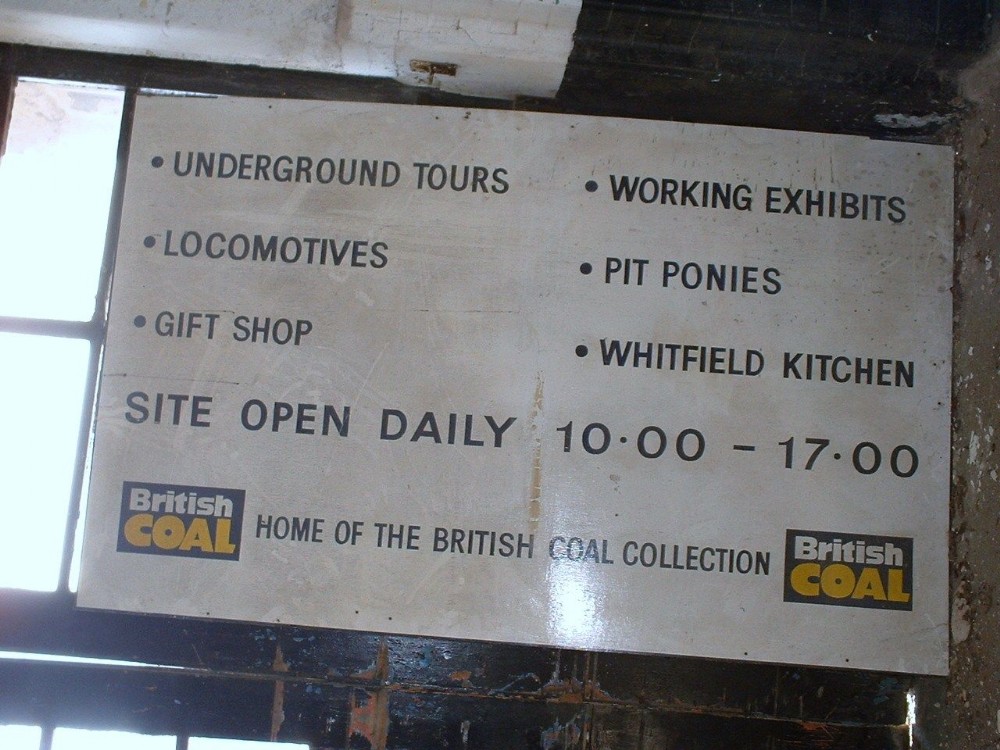 • UNDERGROUND TOURS
• WORKING EXHIBITS
• LOCOMOTIVES
• PIT PONIES
• GIFT SHOP
• WHITFIELD KITCHEN
SITE OPEN DAILY 10·00 – 17·00
British
COAL
HOME OF THE BRITISH COAL COLLECTION
British
COAL